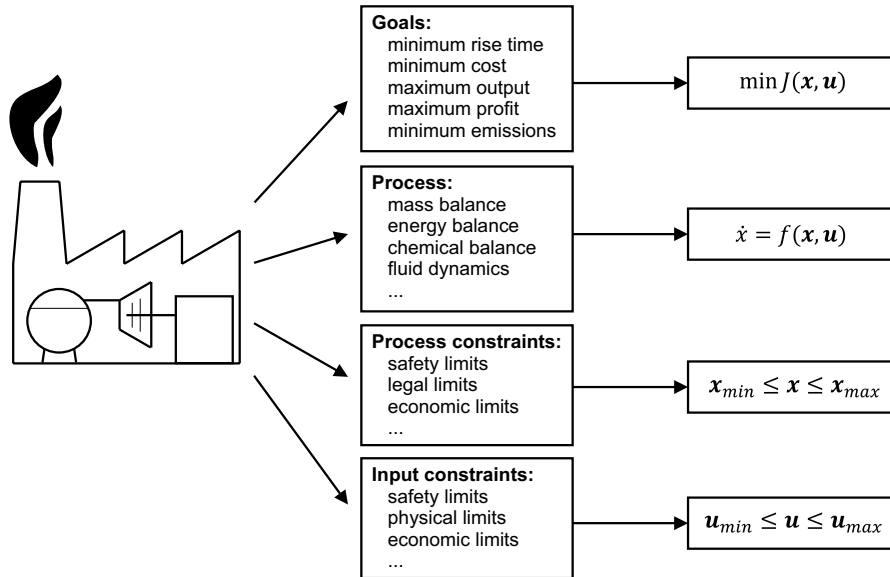 Goals:
minimum rise time
minimum cost
maximum output
maximum profit
minimum emissions
min J(x, u)
Process:
mass balance
energy balance
chemical balance
fluid dynamics
...
ẋ = f(x, u)
Process constraints:
safety limits
legal limits
economic limits
...
x_min ≤ x ≤ x_max
Input constraints:
safety limits
physical limits
economic limits
...
u_min ≤ u ≤ u_max